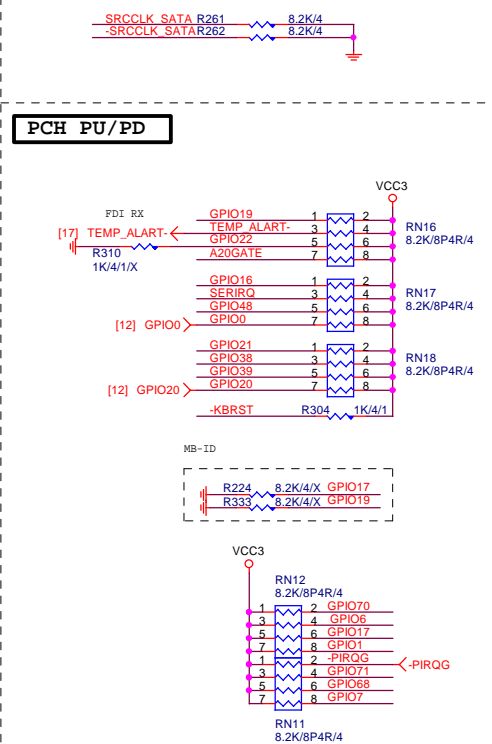 SRCCLK_SATA R261 8.2K/4
-SRCCLK_SATA R262 8.2K/4
PCH PU/PD
VCC3
FDI RX
GPIO19 1 2
[17] TEMP_ALART- TEMP_ALART- 3 4 RN16
GPIO22 5 6 8.2K/8P4R/4
R310 A20GATE 7 8
1K/4/1/X
GPIO16 1 2
SERIRQ 3 4 RN17
GPIO48 5 6 8.2K/8P4R/4
[12] GPIO0 GPIO0 7 8
GPIO21 1 2
GPIO38 3 4 RN18
GPIO39 5 6 8.2K/8P4R/4
[12] GPIO20 GPIO20 7 8
-KBRST R304 1K/4/1
MB-ID
R224 8.2K/4/X GPIO17
R333 8.2K/4/X GPIO19
VCC3
RN12
8.2K/8P4R/4
1 2 GPIO70
3 4 GPIO6
5 6 GPIO17
7 8 GPIO1
1 2 -PIRQG -PIRQG
3 4 GPIO71
5 6 GPIO68
7 8 GPIO7
RN11
8.2K/8P4R/4